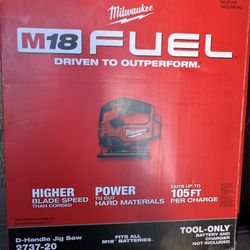 NUEVO
Milwaukee
M18 FUEL
DRIVEN TO OUTPERFORM.
Milwaukee
HIGHER
BLADE SPEED
THAN CORDED
POWER
TO CUT
HARD MATERIALS
CUTS UP TO
105 FT
PER CHARGE
D-Handle Jig Saw
2737-20
FITS ALL
M18 BATTERIES.
TOOL-ONLY
BATTERY AND
CHARGER
NOT INCLUDED